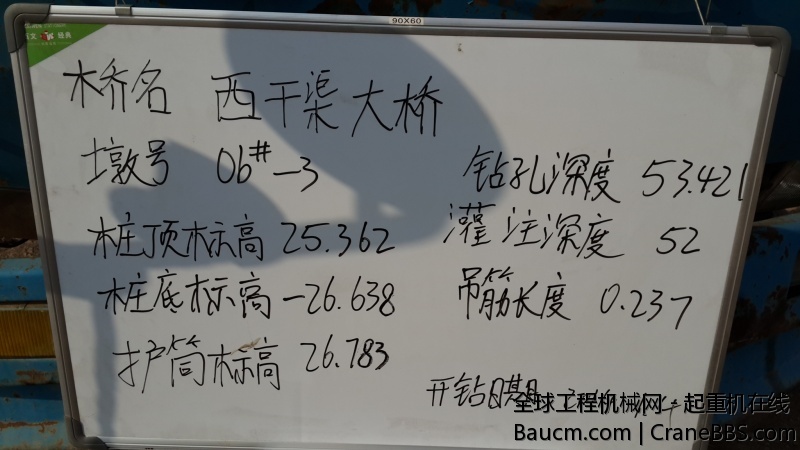 90X60
桥名 西干渠大桥
墩号 06#-3
钻孔深度 53.421
桩顶标高 25.362
灌注深度 52
桩底标高 -26.638
吊筋长度 0.237
护筒标高 26.783
开钻日期
全球工程机械网·起重机在线
Baucm.com | CraneBBS.com